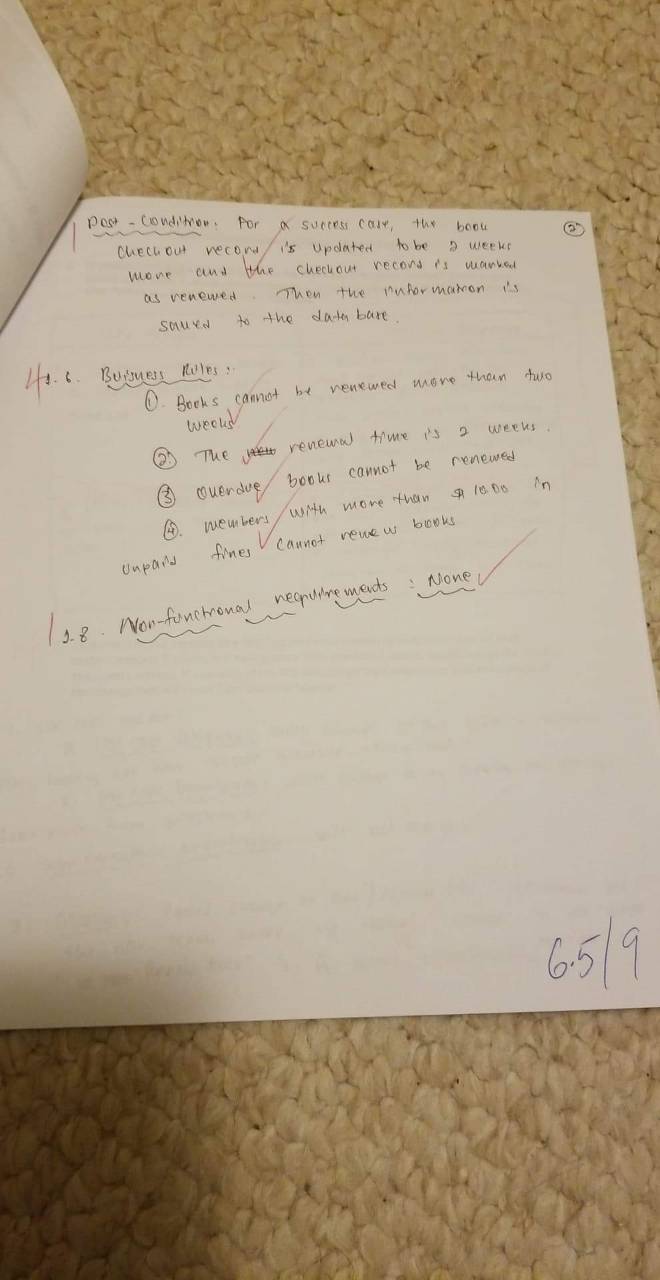 1 Post-Condition: For a success case, the book ②
checkout record is updated to be 2 weeks
more and the checkout record is marked
as renewed. Then the information is
saved to the data base.
4 1.6. Buisness Rules:
①. Books cannot be renewed more than two
weeks
② The renewal time is 2 weeks.
③ Overdue books cannot be renewed
④. members with more than $10.00 in
unpaid fines cannot renew books
1 1.8. Non-functional requirements: None
6.5/9